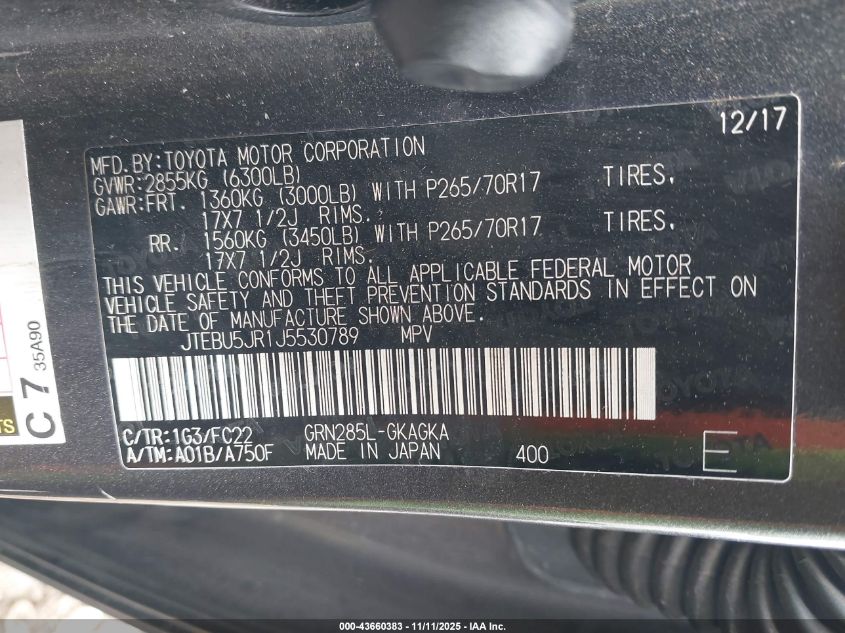 12/17
MFD.BY:TOYOTA MOTOR CORPORATION
GVWR:2855KG (6300LB)
GAWR:FRT. 1360KG (3000LB) WITH P265/70R17 TIRES,
17X7 1/2J RIMS.
RR. 1560KG (3450LB) WITH P265/70R17 TIRES,
17X7 1/2J RIMS.
THIS VEHICLE CONFORMS TO ALL APPLICABLE FEDERAL MOTOR
VEHICLE SAFETY AND THEFT PREVENTION STANDARDS IN EFFECT ON
THE DATE OF MANUFACTURE SHOWN ABOVE.
JTEBU5JR1J5530789 MPV
C/TR:1G3/FC22 GRN285L-GKAGKA
A/TM:A01B/A750F MADE IN JAPAN 400 E
C 7 35A90
000-43660383 - 11/11/2025 - IAA Inc.